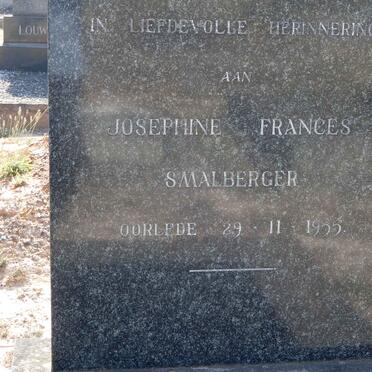 LOUW
IN LIEFDEVOLLE HERINNERING
AAN
JOSEPHINE FRANCES
SMALBERGER
OORLEDE 29 · 11 · 1955.